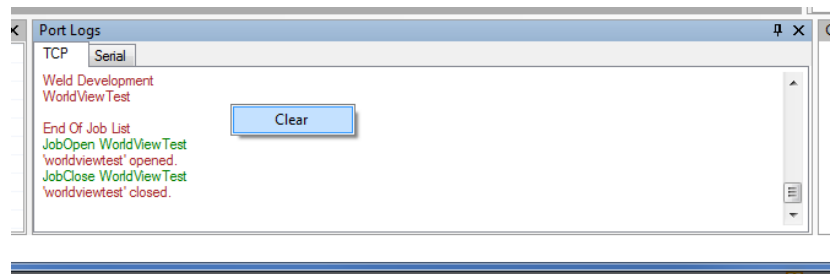 Port Logs
TCP
Serial
Weld Development
WorldViewTest
Clear
End Of Job List
JobOpen WorldViewTest
'worldviewtest' opened.
JobClose WorldViewTest
'worldviewtest' closed.